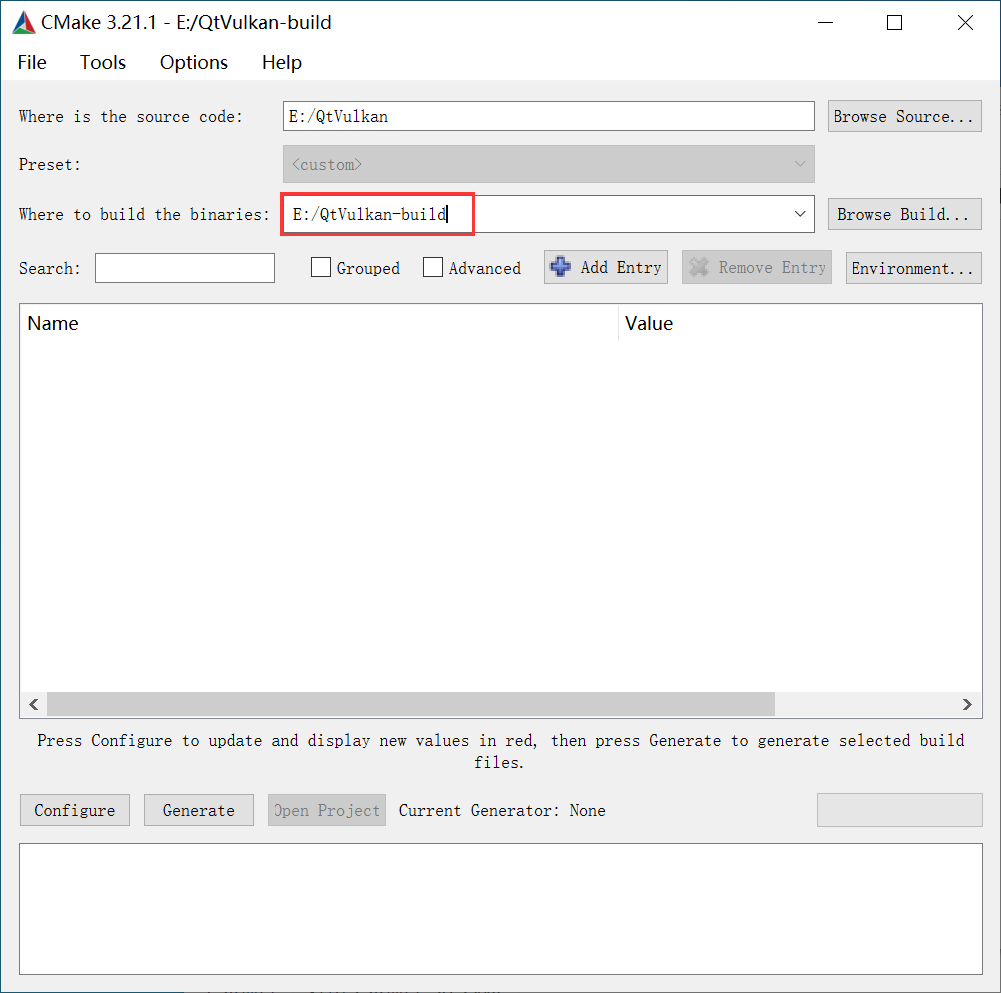 CMake 3.21.1 - E:/QtVulkan-build
File Tools Options Help
Where is the source code: E:/QtVulkan Browse Source...
Preset: <custom>
Where to build the binaries: E:/QtVulkan-build Browse Build...
Search: Grouped Advanced Add Entry Remove Entry Environment...
Name Value
Press Configure to update and display new values in red, then press Generate to generate selected build
files.
Configure Generate Open Project Current Generator: None